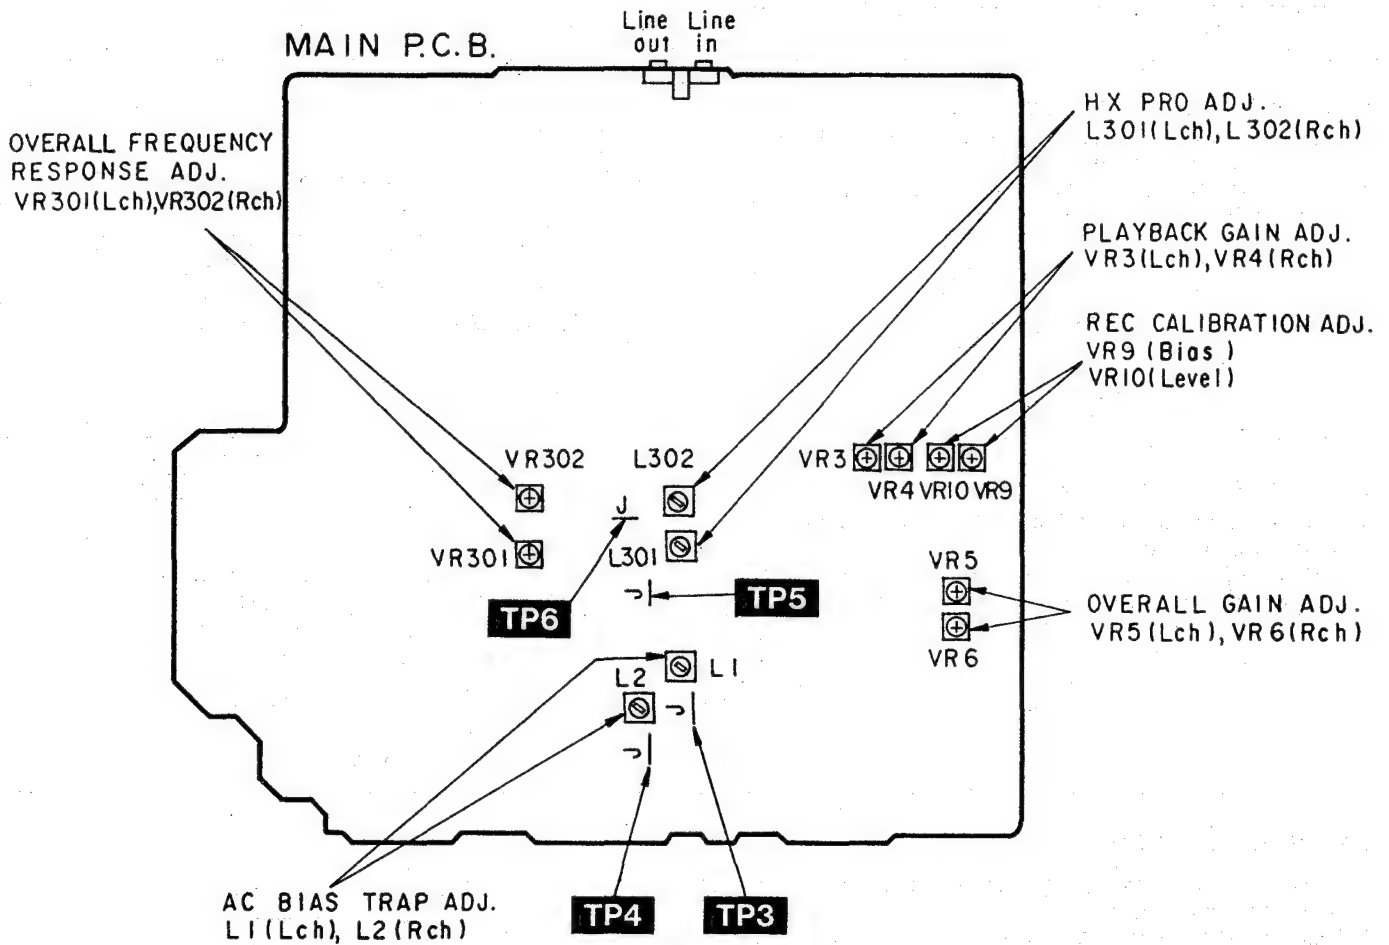 Line Line
out in
MAIN P.C.B.
HX PRO ADJ.
L301(Lch), L302(Rch)
OVERALL FREQUENCY
RESPONSE ADJ.
VR301(Lch),VR302(Rch)
PLAYBACK GAIN ADJ.
VR3(Lch), VR4(Rch)
REC CALIBRATION ADJ.
VR9 (Bias )
VR10(Level)
VR302
L302
VR3
VR4 VR10 VR9
J
VR301
L301
VR5
J
TP5
TP6
OVERALL GAIN ADJ.
VR5(Lch), VR6(Rch)
VR6
L1
L2
J
J
AC BIAS TRAP ADJ.
L1(Lch), L2(Rch)
TP4
TP3